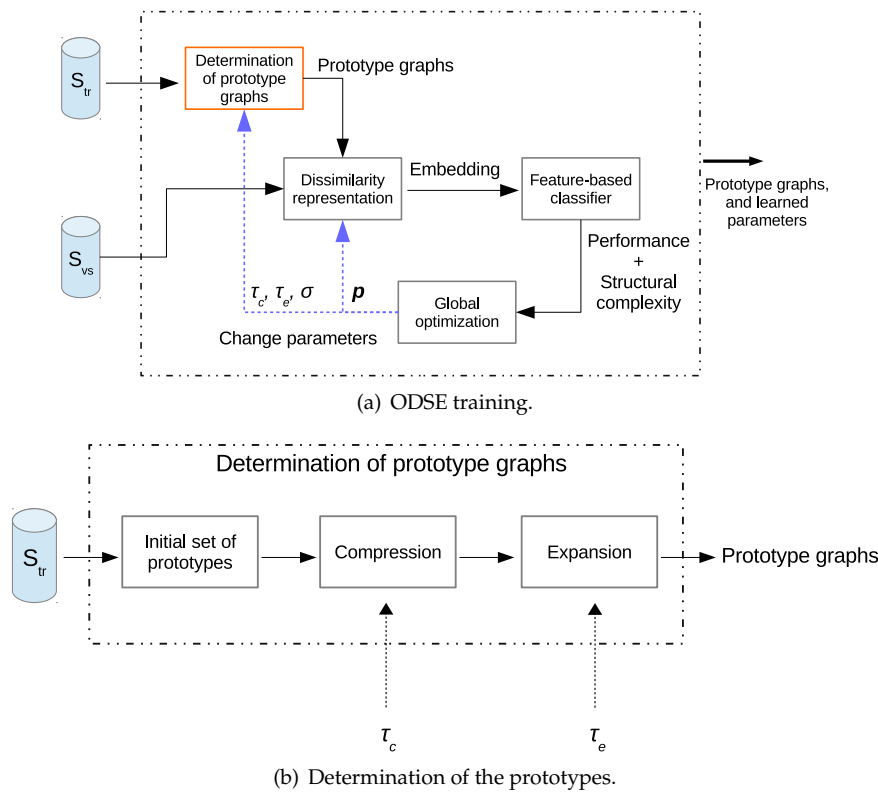 S_tr
Determination
of prototype
graphs
Prototype graphs
Dissimilarity
representation
Embedding
Feature-based
classifier
Prototype graphs,
and learned
parameters
S_vs
Performance
+
Structural
complexity
τ_c, τ_e, σ
p
Global
optimization
Change parameters
(a) ODSE training.
Determination of prototype graphs
S_tr
Initial set of
prototypes
Compression
Expansion
Prototype graphs
τ_c
τ_e
(b) Determination of the prototypes.